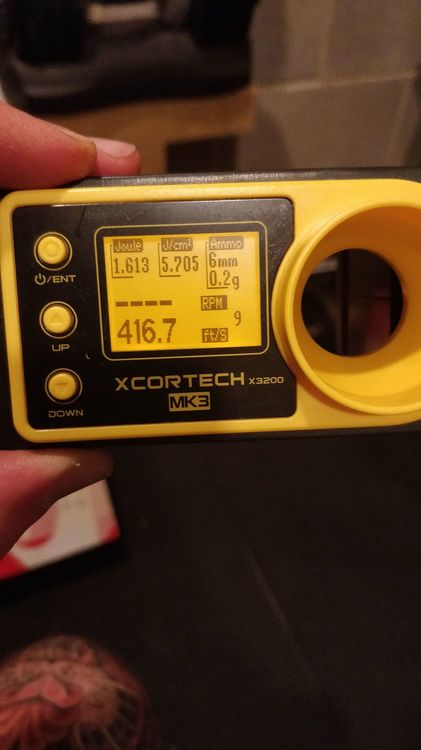 Joule J/cm² Ammo
1.613 5.705 6mm
0.2g
---- RPM
9
416.7 ft/S
⏻/ENT
UP
DOWN
XCORTECH X3200
MK3